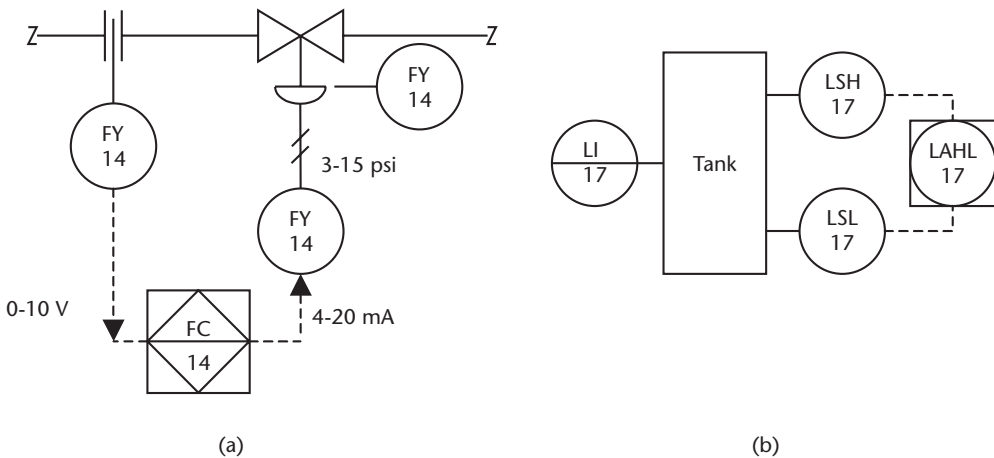 Z
Z
FY
14
FY
14
3-15 psi
FY
14
0-10 V
4-20 mA
FC
14
(a)
LI
17
Tank
LSH
17
LAHL
17
LSL
17
(b)